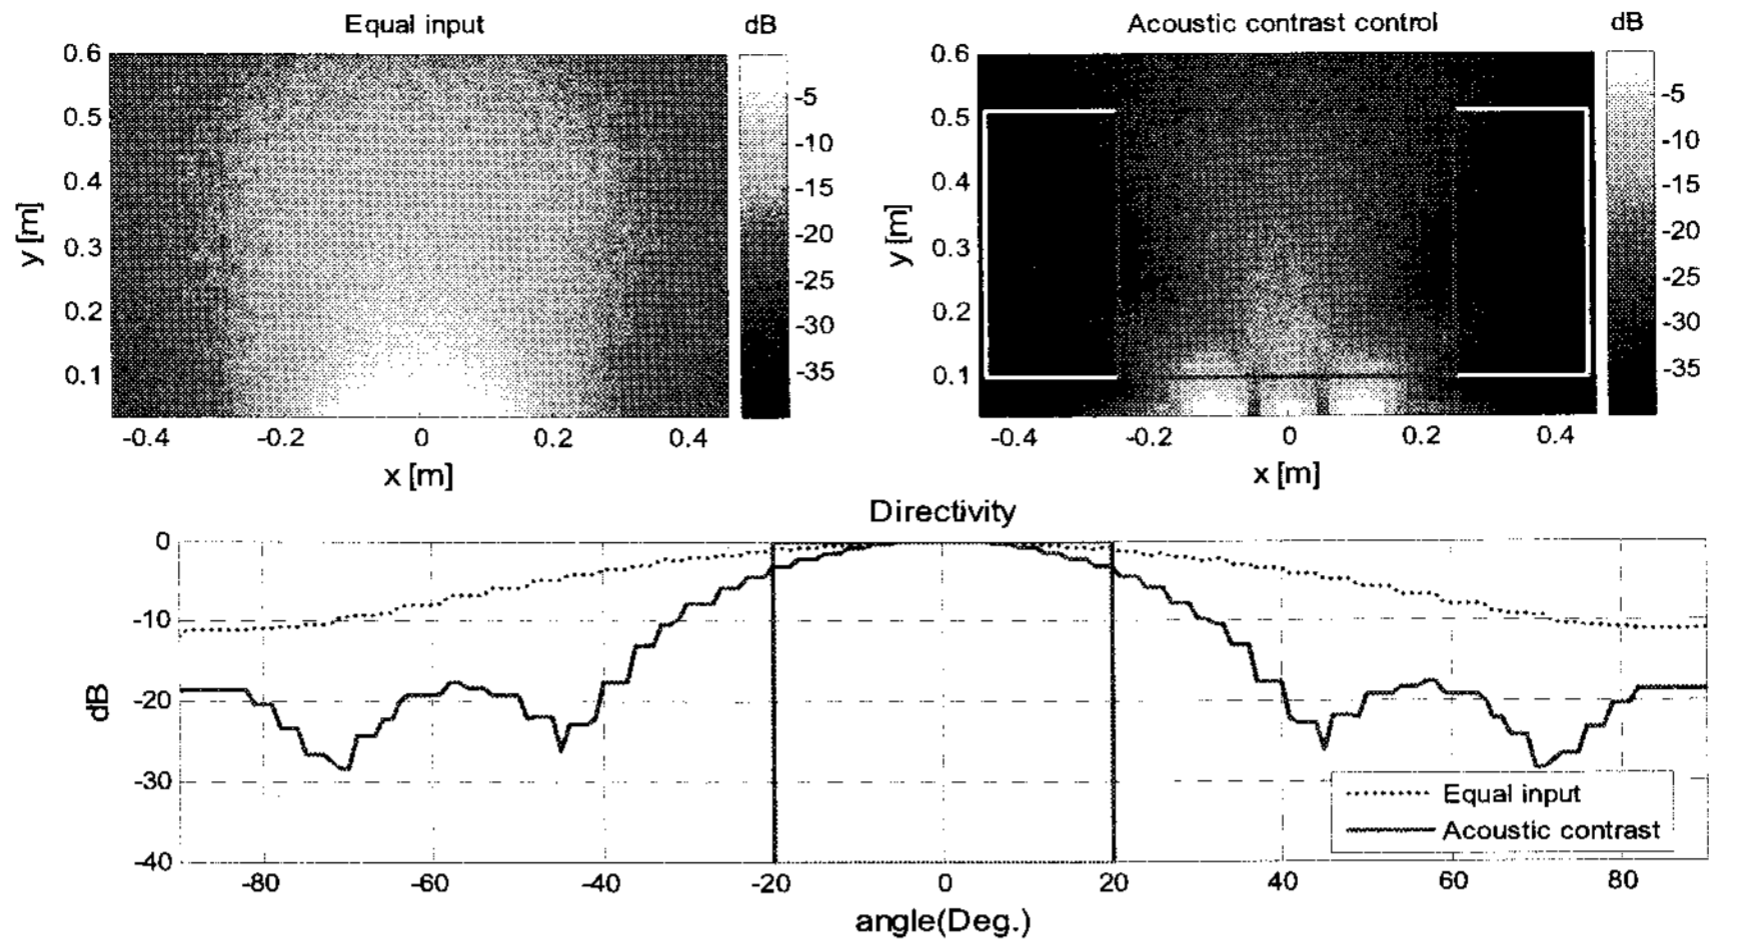 Equal input
dB
0.6
0.5
0.4
0.3
0.2
0.1
y [m]
-0.4 -0.2 0 0.2 0.4
x [m]
-5
-10
-15
-20
-25
-30
-35
Acoustic contrast control
dB
0.6
0.5
0.4
0.3
0.2
0.1
y [m]
-0.4 -0.2 0 0.2 0.4
x [m]
-5
-10
-15
-20
-25
-30
-35
Directivity
0
-10
-20
-30
-40
dB
-80 -60 -40 -20 0 20 40 60 80
angle(Deg.)
Equal input
Acoustic contrast